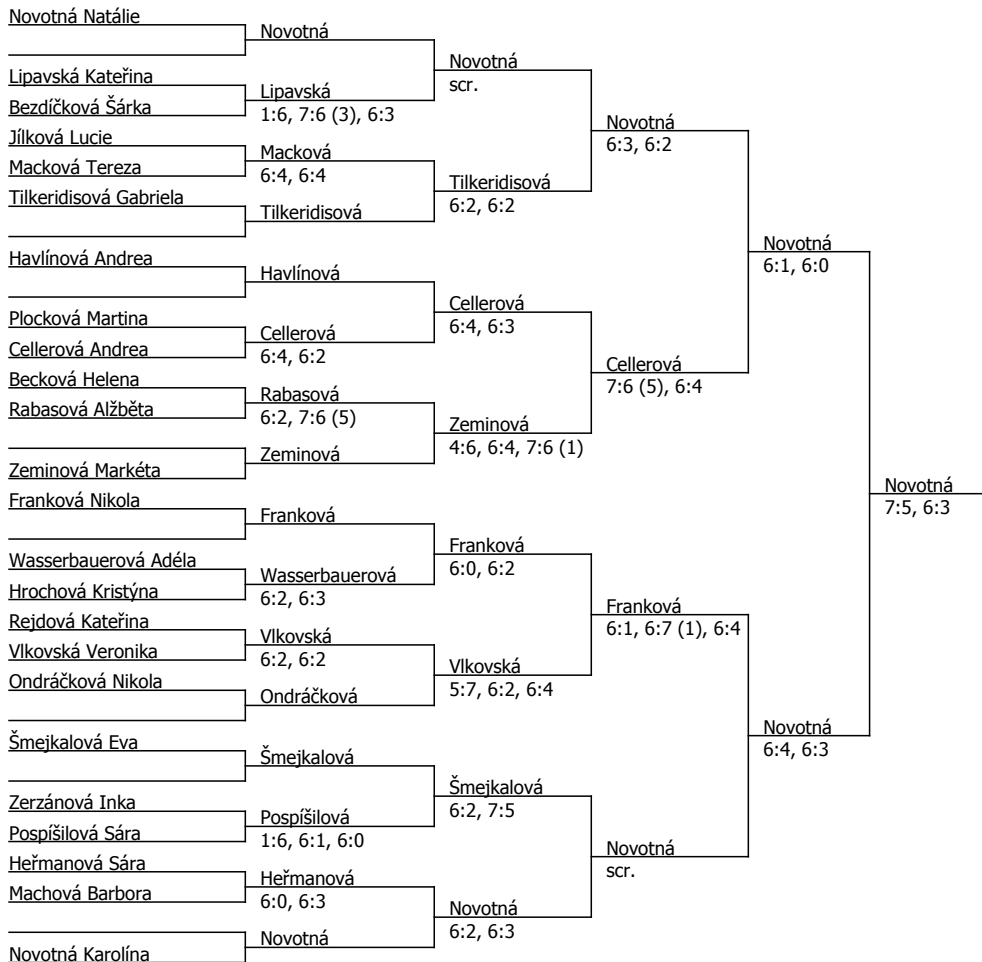 Novotná Natálie
Novotná
Novotná
scr.
Lipavská Kateřina
Lipavská
1:6, 7:6 (3), 6:3
Bezdíčková Šárka
Novotná
6:3, 6:2
Jílková Lucie
Macková
6:4, 6:4
Macková Tereza
Tilkeridisová
6:2, 6:2
Tilkeridisová Gabriela
Tilkeridisová
Novotná
6:1, 6:0
Havlínová Andrea
Havlínová
Cellerová
6:4, 6:3
Plocková Martina
Cellerová
6:4, 6:2
Cellerová Andrea
Cellerová
7:6 (5), 6:4
Becková Helena
Rabasová
6:2, 7:6 (5)
Rabasová Alžběta
Zeminová
4:6, 6:4, 7:6 (1)
Zeminová
Zeminová Markéta
Novotná
7:5, 6:3
Franková Nikola
Franková
Franková
6:0, 6:2
Wasserbauerová Adéla
Wasserbauerová
6:2, 6:3
Hrochová Kristýna
Franková
6:1, 6:7 (1), 6:4
Rejdová Kateřina
Vlkovská
6:2, 6:2
Vlkovská Veronika
Vlkovská
5:7, 6:2, 6:4
Ondráčková Nikola
Ondráčková
Novotná
6:4, 6:3
Šmejkalová Eva
Šmejkalová
Šmejkalová
6:2, 7:5
Zerzánová Inka
Pospíšilová
1:6, 6:1, 6:0
Pospíšilová Sára
Novotná
scr.
Heřmanová Sára
Heřmanová
6:0, 6:3
Machová Barbora
Novotná
6:2, 6:3
Novotná
Novotná Karolína